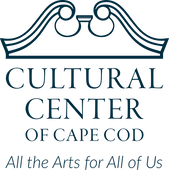 CULTURAL
CENTER
OF CAPE COD
All the Arts for All of Us